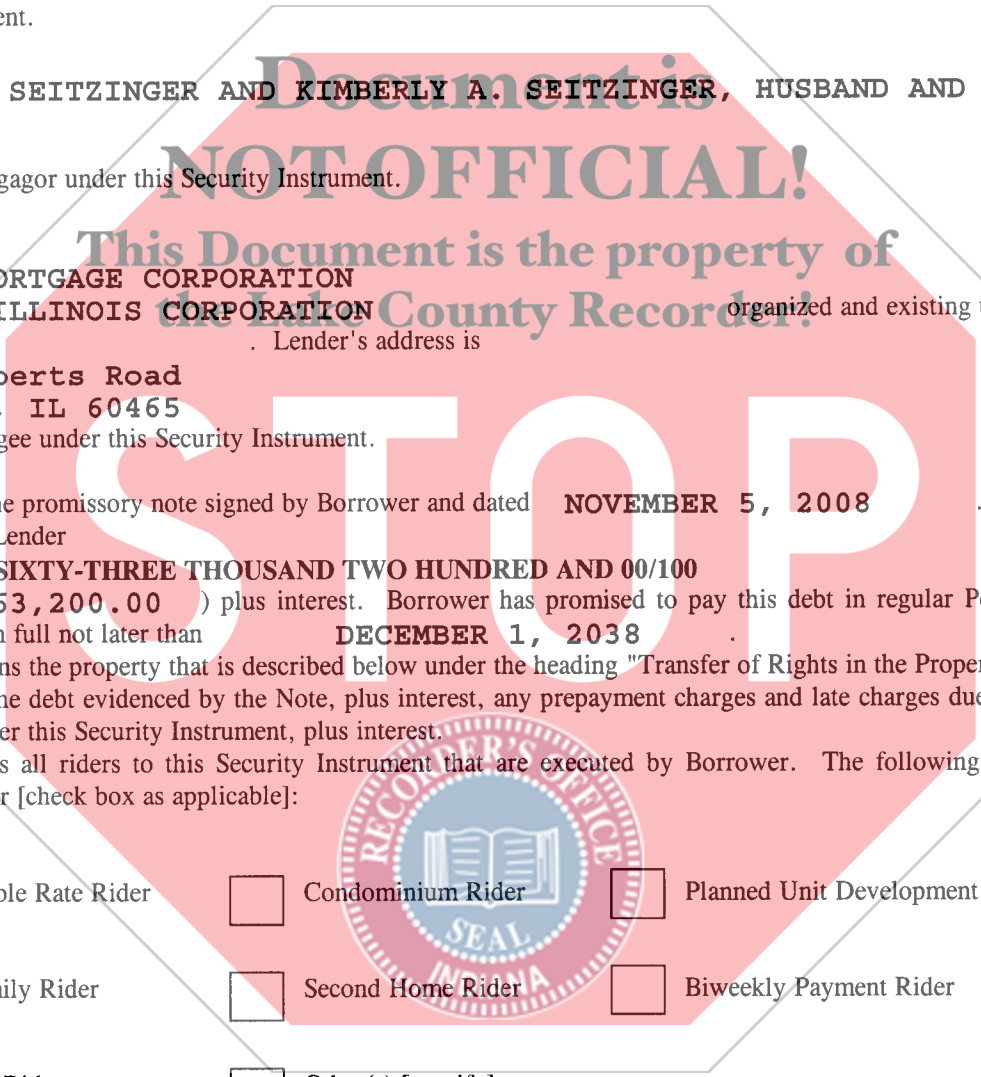 ent.
SEITZINGER AND KIMBERLY A. SEITZINGER, HUSBAND AND
Document is
NOT OFFICIAL!
gagor under this Security Instrument.
This Document is the property of
the Lake County Recorder!
ORTGAGE CORPORATION
ILLINOIS CORPORATION organized and existing
. Lender's address is
berts Road
, IL 60465
gee under this Security Instrument.
STOP
he promissory note signed by Borrower and dated NOVEMBER 5, 2008 .
Lender
SIXTY-THREE THOUSAND TWO HUNDRED AND 00/100
63,200.00 ) plus interest. Borrower has promised to pay this debt in regular Pe
n full not later than DECEMBER 1, 2038 .
ns the property that is described below under the heading "Transfer of Rights in the Proper
he debt evidenced by the Note, plus interest, any prepayment charges and late charges due
er this Security Instrument, plus interest.
s all riders to this Security Instrument that are executed by Borrower. The following
r [check box as applicable]:
RECORDER'S OFFICE
SEAL
INDIANA
ble Rate Rider Condominium Rider Planned Unit Development
ily Rider Second Home Rider Biweekly Payment Rider